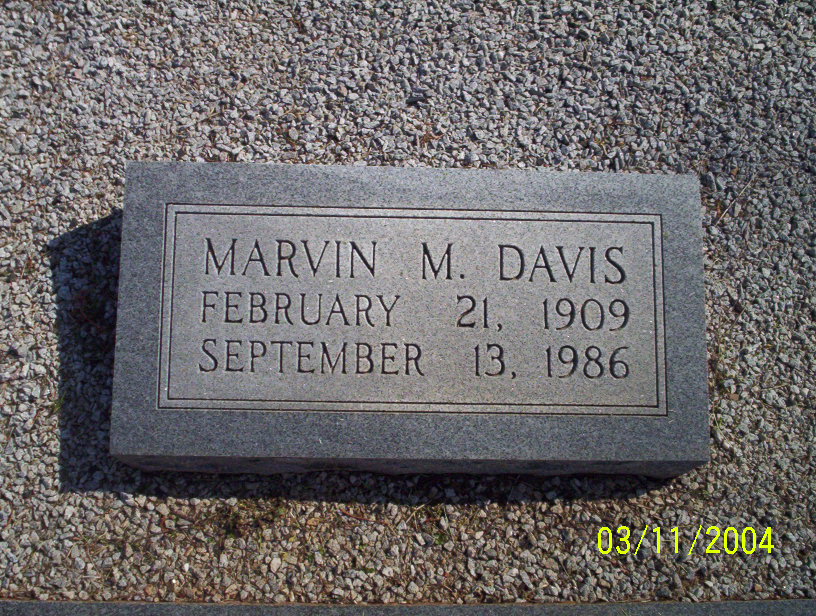 MARVIN M. DAVIS
FEBRUARY 21, 1909
SEPTEMBER 13, 1986
03/11/2004